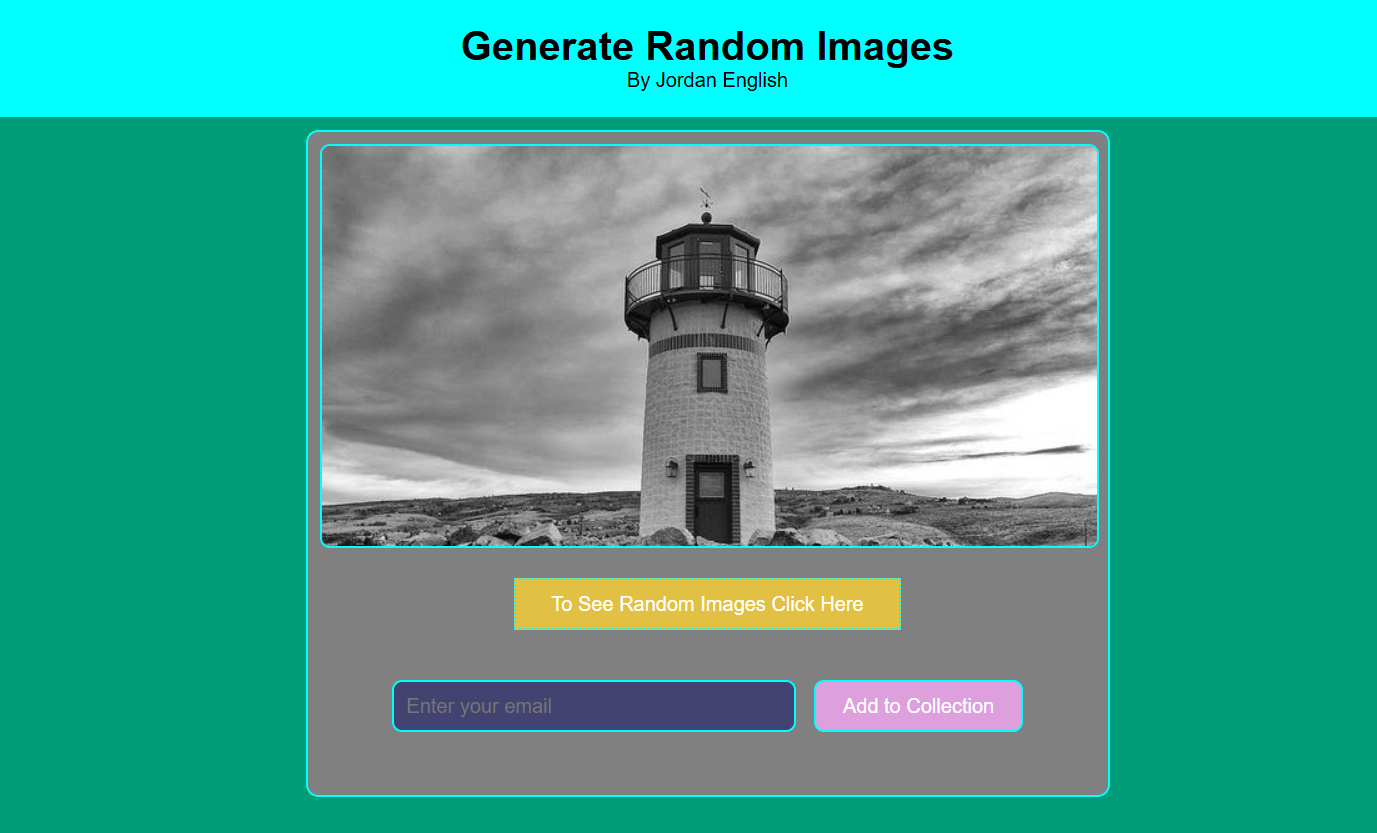 Generate Random Images
By Jordan English
To See Random Images Click Here
Enter your email
Add to Collection